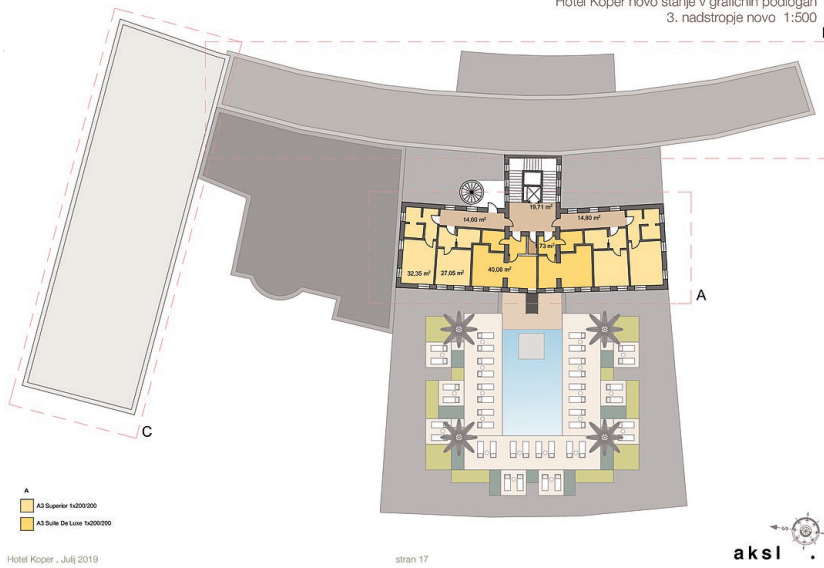 Hotel Koper novo stanje v grafičnih podlogah
3. nadstropje novo 1:500
19,71 m²
14,60 m²
14,80 m²
1,73 m²
32,35 m²
27,05 m²
40,08 m²
A
C
A
A3 Superior 1x200/200
A3 Suite De Luxe 1x200/200
Hotel Koper , Julij 2019
stran 17
aksl .